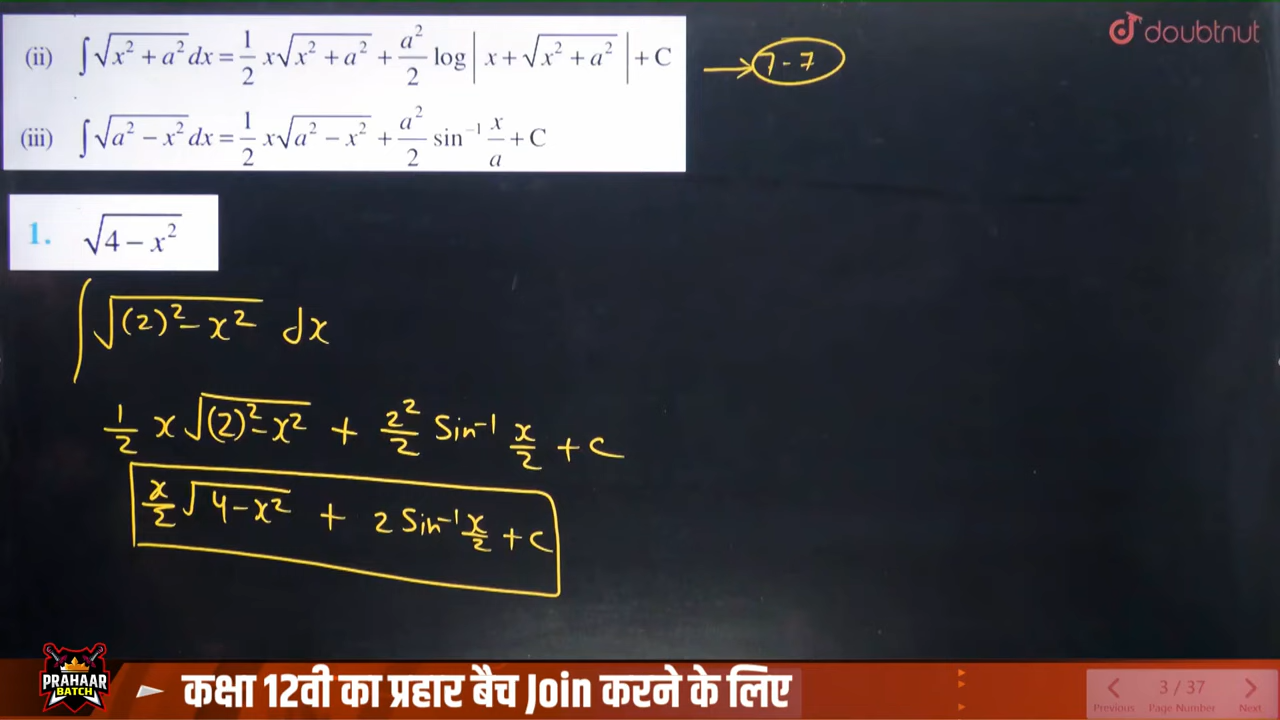 (ii) ∫√(x² + a²) dx = 1/2 x√(x² + a²) + a²/2 log | x + √(x² + a²) | + C → 7-7
doubtnut
(iii) ∫√(a² − x²) dx = 1/2 x√(a² − x²) + a²/2 sin⁻¹ x/a + C
1. √(4 − x²)
∫√((2)² − x²) dx
1/2 x √((2)² − x²) + 2²/2 Sin⁻¹ x/2 + C
x/2 √(4 − x²) + 2 Sin⁻¹ x/2 + C
PRAHAAR
BATCH
कक्षा 12वी का प्रहार बैच Join करने के लिए
3 / 37
Previous Page Number Next